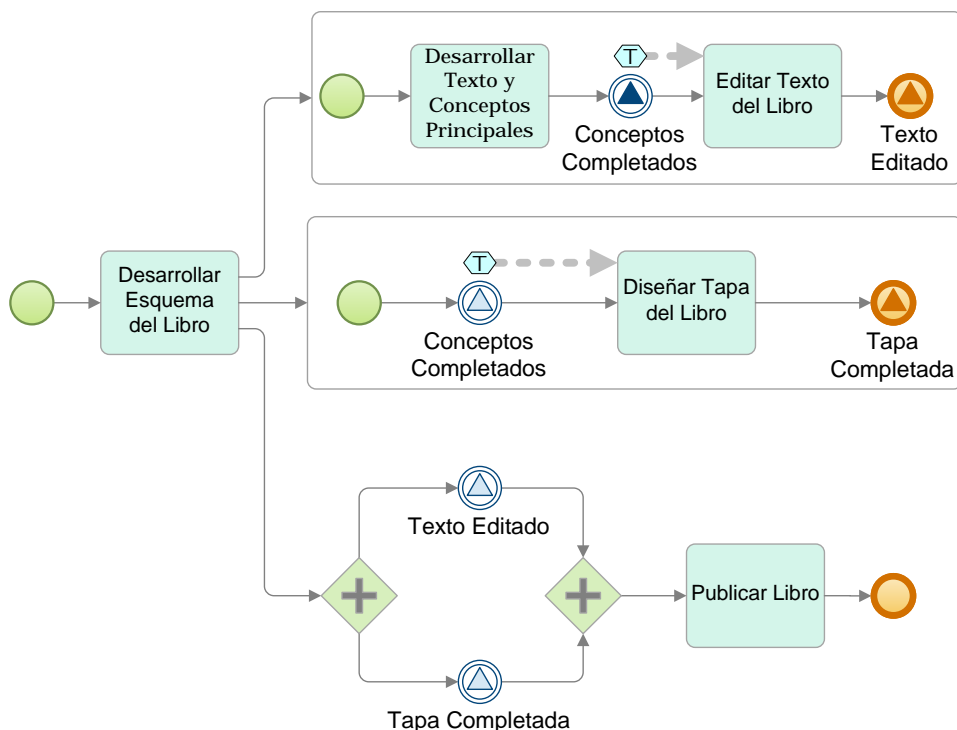 Desarrollar
Texto y
Conceptos
Principales
T
Conceptos
Completados
Editar Texto
del Libro
Texto
Editado
Desarrollar
Esquema
del Libro
T
Conceptos
Completados
Diseñar Tapa
del Libro
Tapa
Completada
Texto Editado
Publicar Libro
Tapa Completada